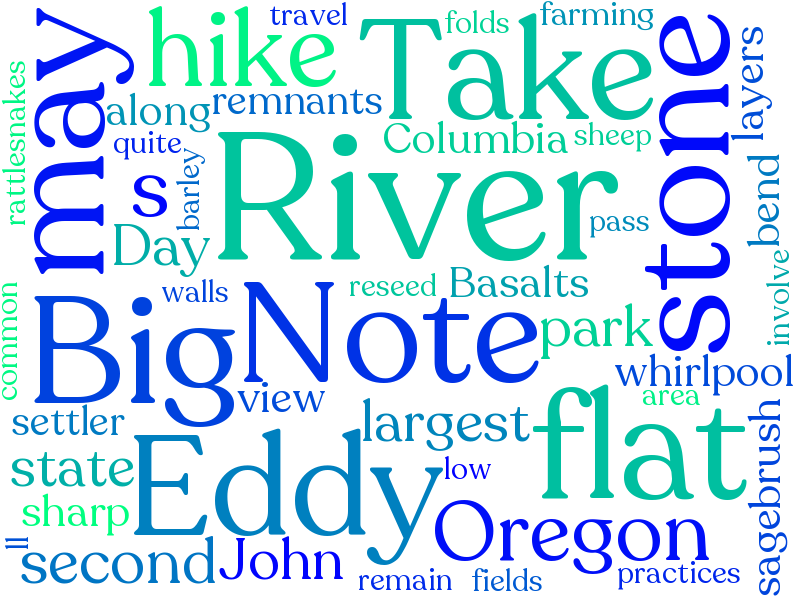 travel
folds
farming
may
hike
Take
stone
layers
rattlesnakes
along
remnants
quite
Columbia
sheep
s
barley
River
bend
Day
pass
walls
reseed
Basalts
involve
common
Big
Note
park
whirlpool
view
area
settler
largest
flat
sagebrush
state
Eddy
low
sharp
Oregon
ll
second
John
remain
fields
practices